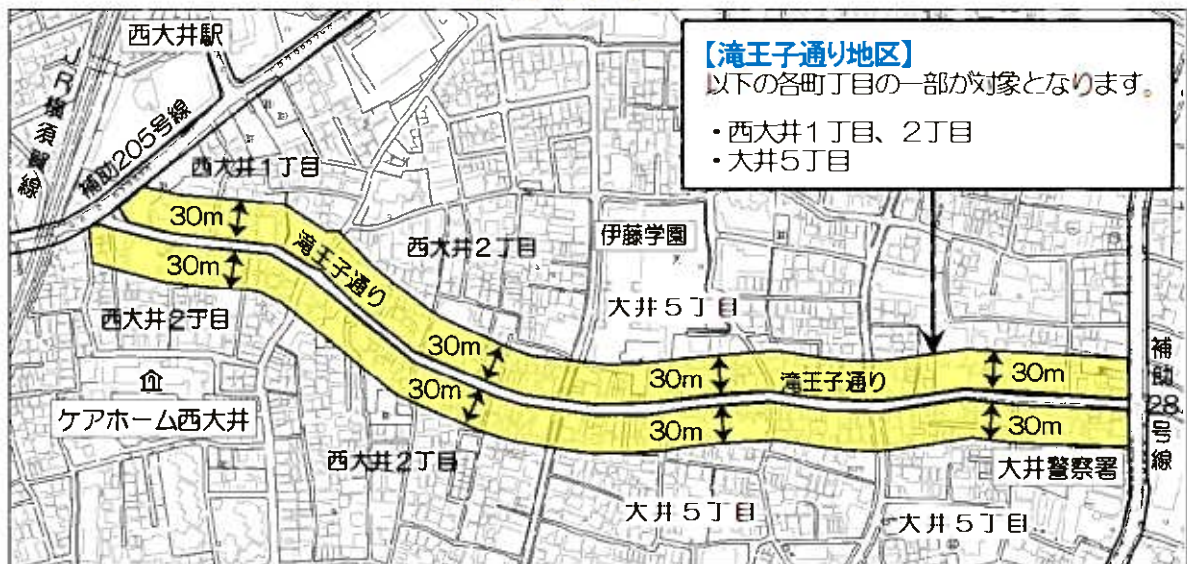 西大井駅
【滝王子通り地区】
以下の各町丁目の一部が対象となります。
・西大井1丁目、2丁目
・大井5丁目
JR横須賀線
補助205号線
西大井1丁目
30m
滝王子通り
西大井2丁目
伊藤学園
30m
西大井2丁目
大井5丁目
30m
30m
滝王子通り
30m
補助28号線
30m
30m
30m
ケアホーム西大井
西大井2丁目
大井警察署
大井5丁目
大井5丁目